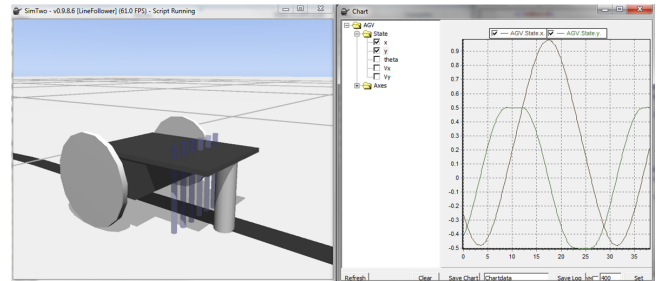 SimTwo - v0.9.8.6 [LineFollower] (61.0 FPS) - Script Running
Chart
AGV
State
x
y
theta
Vx
Vy
Axes
AGV.State.x
AGV.State.y
0.9
0.8
0.7
0.6
0.5
0.4
0.3
0.2
0.1
0
-0.1
-0.2
-0.3
-0.4
-0.5
0 5 10 15 20 25 30 35
Refresh Clear Save Chart Chartdata Save Log 400 Set